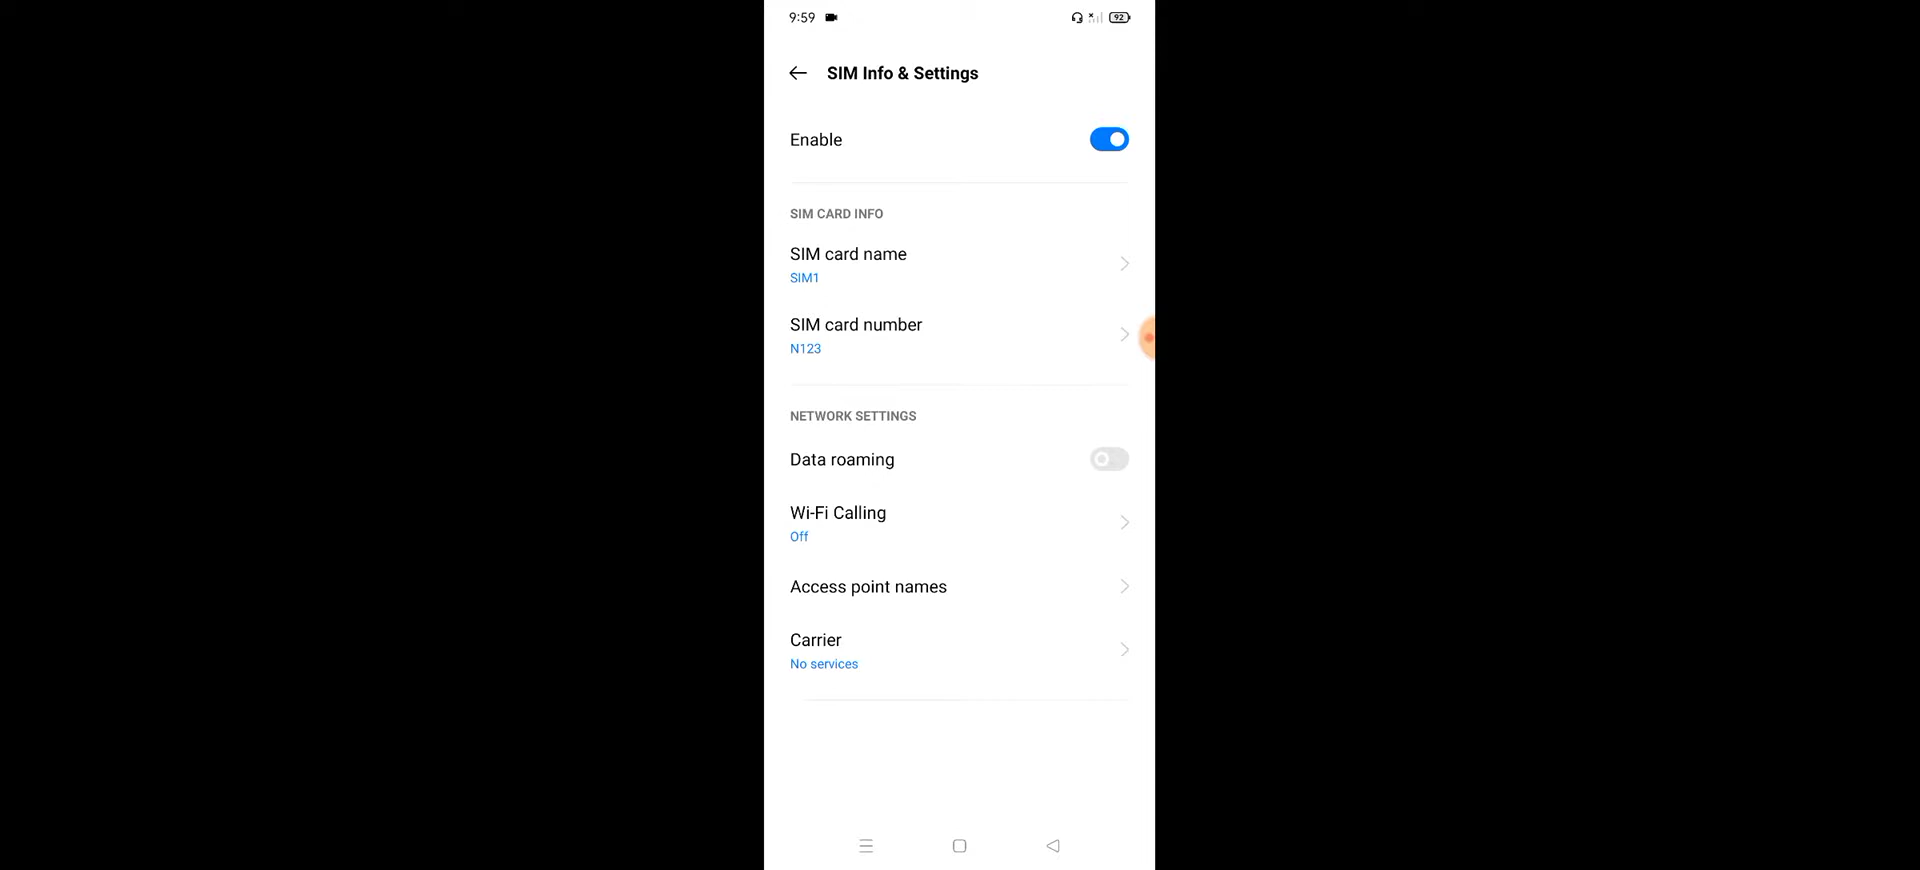 9:59
92
SIM Info & Settings
Enable
SIM CARD INFO
SIM card name
SIM1
SIM card number
N123
NETWORK SETTINGS
Data roaming
Wi-Fi Calling
Off
Access point names
Carrier
No services